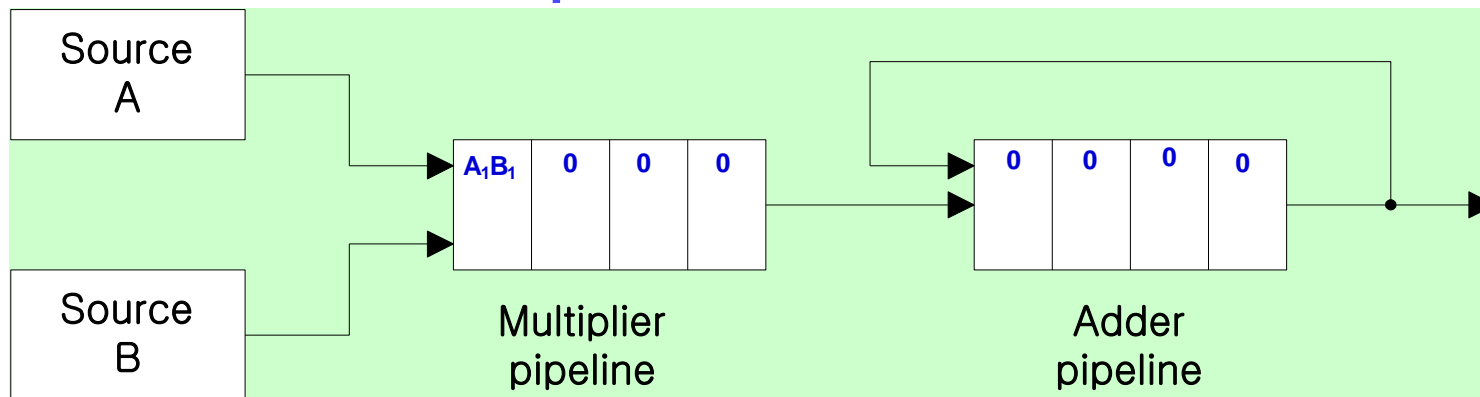 Source
A
A₁B₁ 0 0 0
0 0 0 0
Source
B
Multiplier
pipeline
Adder
pipeline